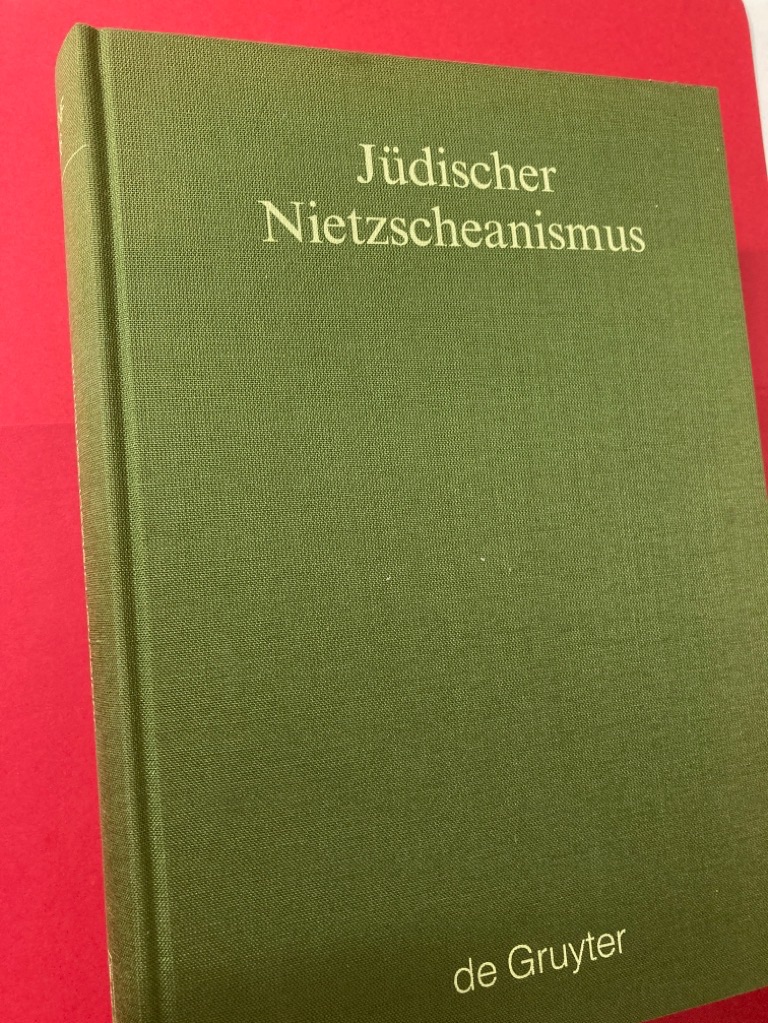 Jüdischer
Nietzscheanismus
de Gruyter